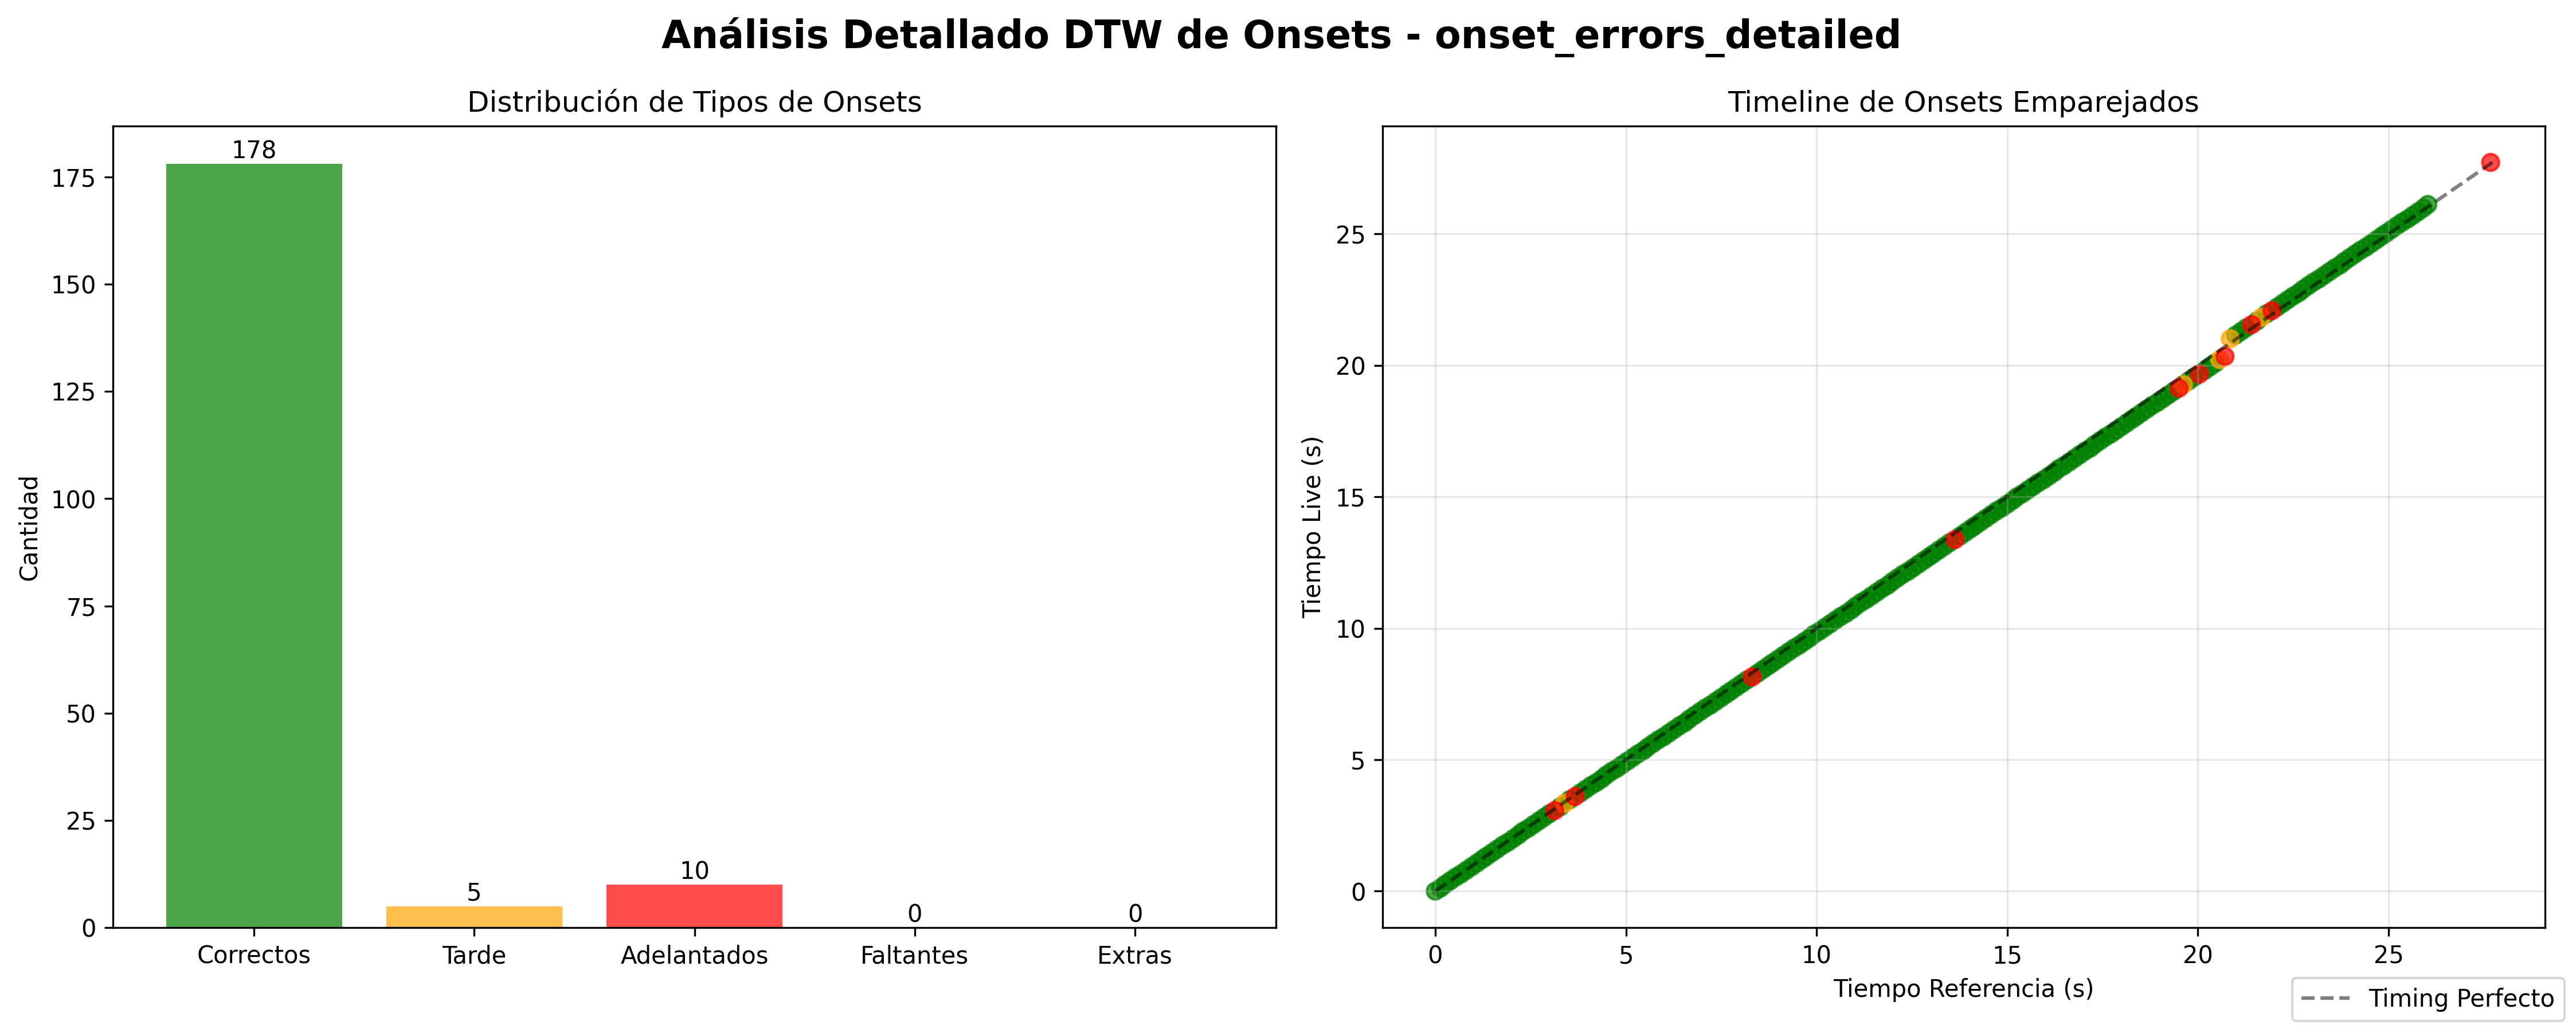 Análisis Detallado DTW de Onsets - onset_errors_detailed
Distribución de Tipos de Onsets
Cantidad
175
150
125
100
75
50
25
0
178
5
10
0
0
Correctos Tarde Adelantados Faltantes Extras
Timeline de Onsets Emparejados
Tiempo Live (s)
25
20
15
10
5
0
0 5 10 15 20 25
Tiempo Referencia (s)
Timing Perfecto